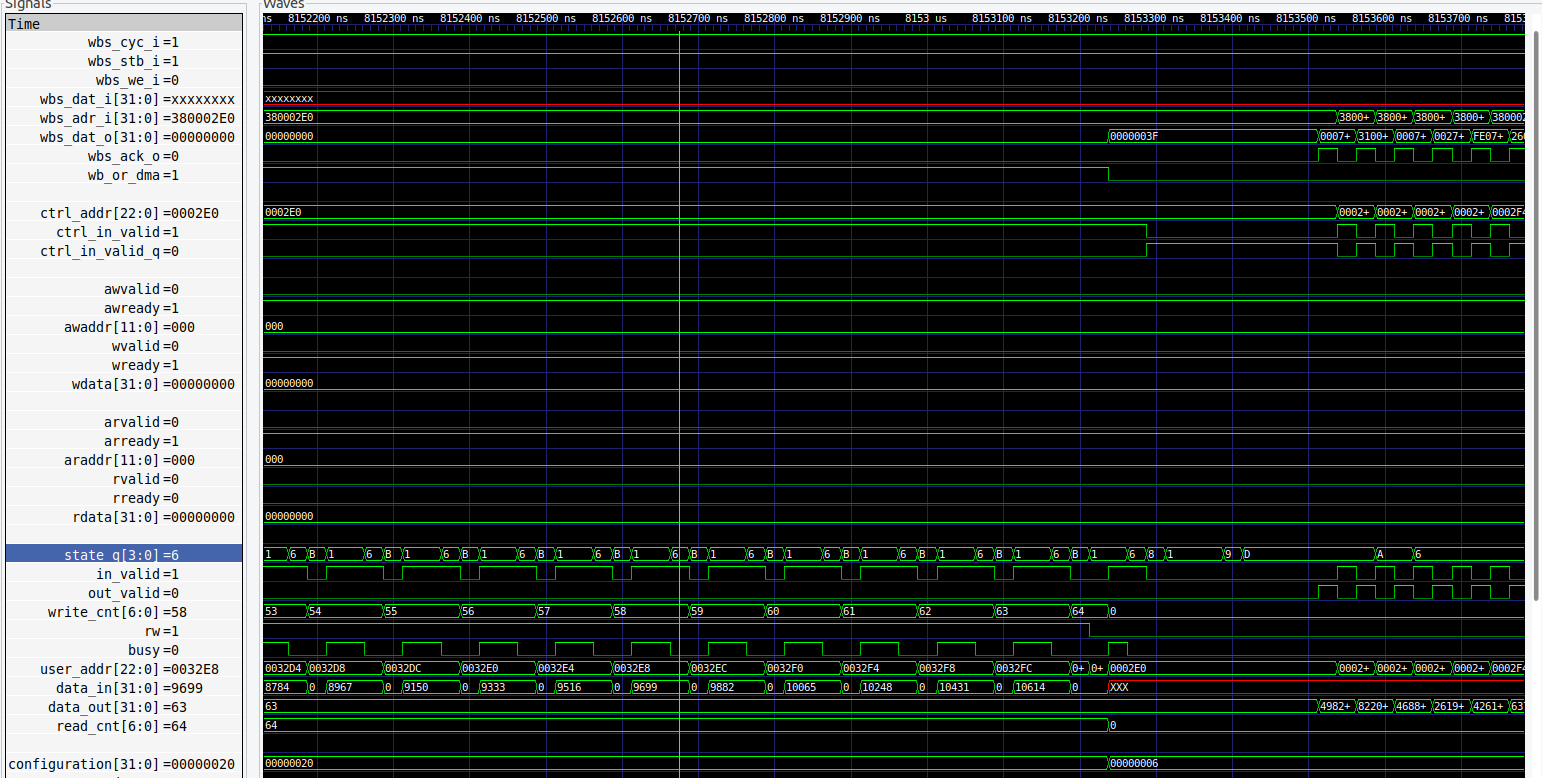 Signals
Waves
Time
ns 8152200 ns 8152300 ns 8152400 ns 8152500 ns 8152600 ns 8152700 ns 8152800 ns 8152900 ns 8153 us 8153100 ns 8153200 ns 8153300 ns 8153400 ns 8153500 ns 8153600 ns 8153700 ns 8153
wbs_cyc_i=1
wbs_stb_i=1
wbs_we_i=0
wbs_dat_i[31:0]=xxxxxxxx xxxxxxxx
wbs_adr_i[31:0]=380002E0 380002E0 3800+ 3800+ 3800+ 3800+ 380002
wbs_dat_o[31:0]=00000000 00000000 0000003F 0007+ 3100+ 0007+ 0027+ FE07+ 260
wbs_ack_o=0
wb_or_dma=1
ctrl_addr[22:0]=0002E0 0002E0 0002+ 0002+ 0002+ 0002+ 0002F4
ctrl_in_valid=1
ctrl_in_valid_q=0
awvalid=0
awready=1
awaddr[11:0]=000 000
wvalid=0
wready=1
wdata[31:0]=00000000 00000000
arvalid=0
arready=1
araddr[11:0]=000 000
rvalid=0
rready=0
rdata[31:0]=00000000 00000000
state_q[3:0]=6 1 6 B 1 6 B 1 6 B 1 6 B 1 6 B 1 6 B 1 6 B 1 6 B 1 6 B 1 6 B 1 6 B 1 6 8 1 9 D A 6
in_valid=1
out_valid=0
write_cnt[6:0]=58 53 54 55 56 57 58 59 60 61 62 63 64 0
rw=1
busy=0
user_addr[22:0]=0032E8 0032D4 0032D8 0032DC 0032E0 0032E4 0032E8 0032EC 0032F0 0032F4 0032F8 0032FC 0+ 0+ 0002E0 0002+ 0002+ 0002+ 0002+ 0002F4
data_in[31:0]=9699 8784 0 8967 0 9150 0 9333 0 9516 0 9699 0 9882 0 10065 0 10248 0 10431 0 10614 0 XXX
data_out[31:0]=63 63 4982+ 8220+ 4688+ 2619+ 4261+ 637
read_cnt[6:0]=64 64 0
configuration[31:0]=00000020 00000020 00000006